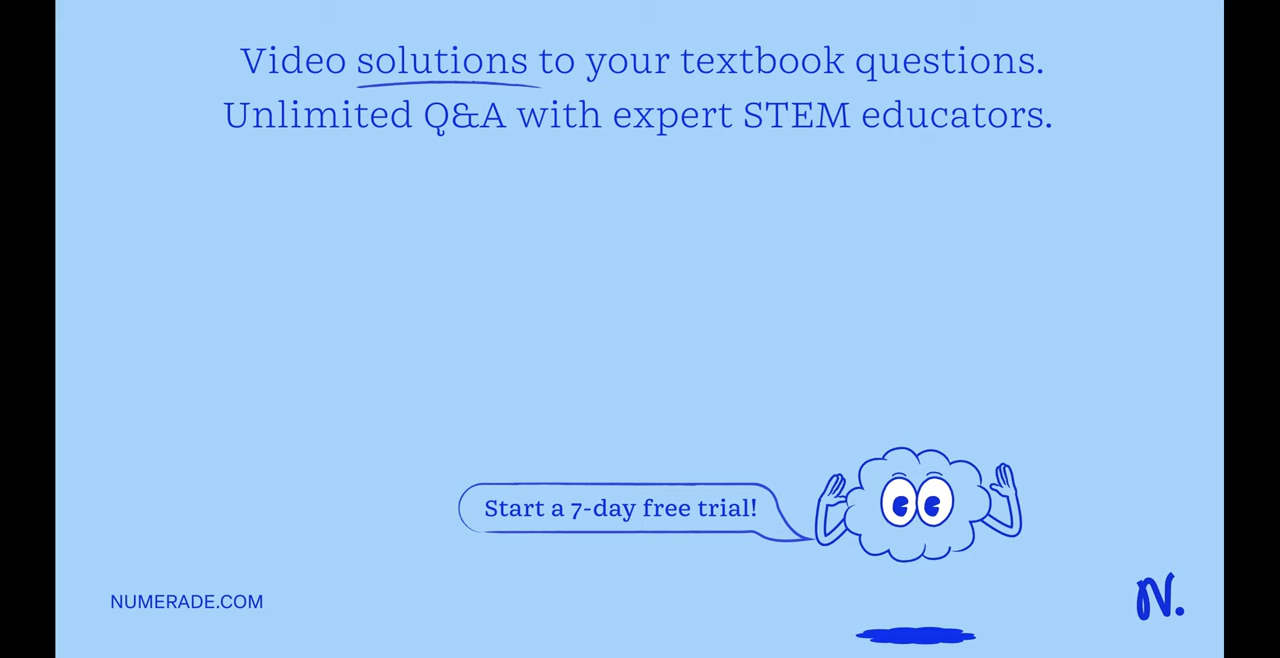 Video solutions to your textbook questions.
Unlimited Q&A with expert STEM educators.
Start a 7-day free trial!
NUMERADE.COM
N.